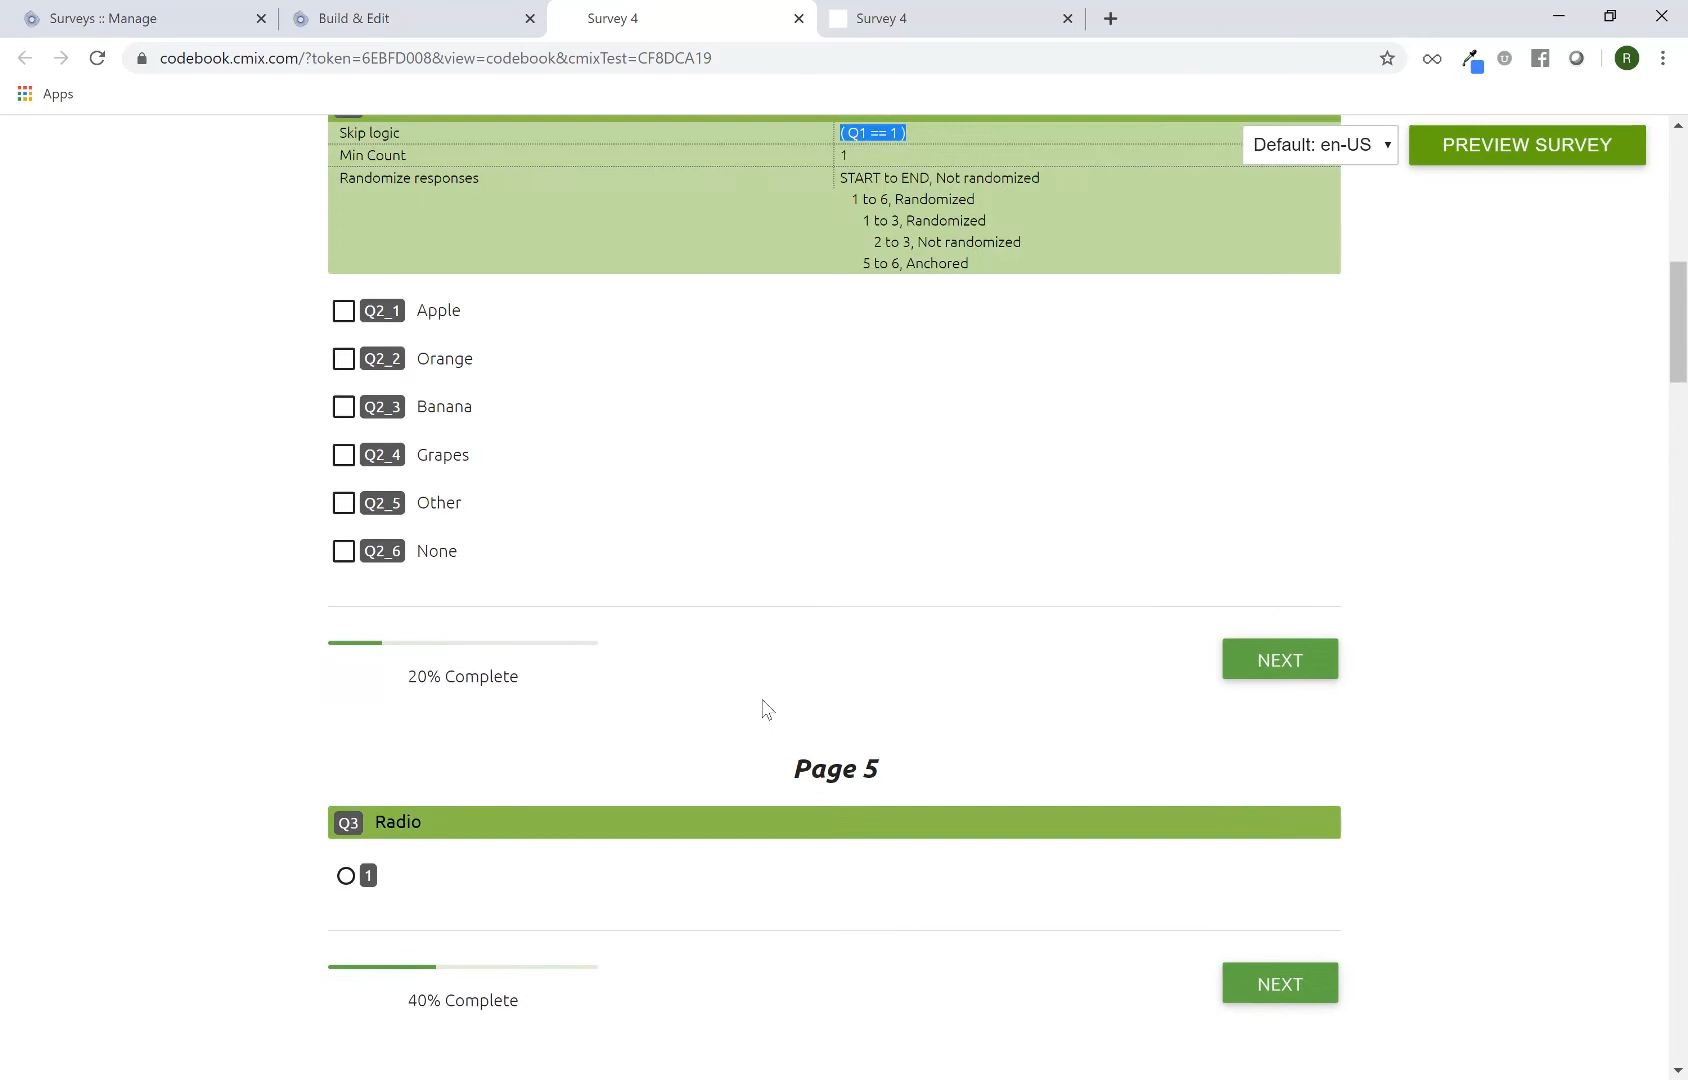 Surveys :: Manage
Build & Edit
Survey 4
Survey 4
codebook.cmix.com/?token=6EBFD008&view=codebook&cmixTest=CF8DCA19
R
Apps
Skip logic
( Q1 == 1 )
Default: en-US
PREVIEW SURVEY
Min Count
1
Randomize responses
START to END, Not randomized
1 to 6, Randomized
1 to 3, Randomized
2 to 3, Not randomized
5 to 6, Anchored
Q2_1 Apple
Q2_2 Orange
Q2_3 Banana
Q2_4 Grapes
Q2_5 Other
Q2_6 None
20% Complete
NEXT
Page 5
Q3 Radio
1
40% Complete
NEXT